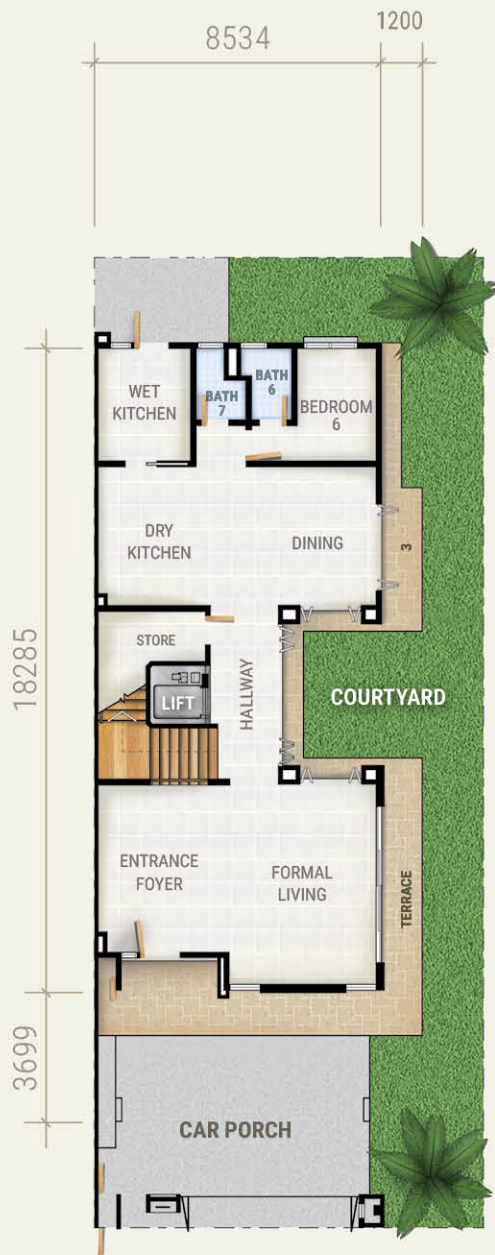 8534
1200
WET
KITCHEN
BATH
7
BATH
6
BEDROOM
6
DRY
KITCHEN
DINING
3
18285
STORE
LIFT
HALLWAY
COURTYARD
ENTRANCE
FOYER
FORMAL
LIVING
TERRACE
3699
CAR PORCH